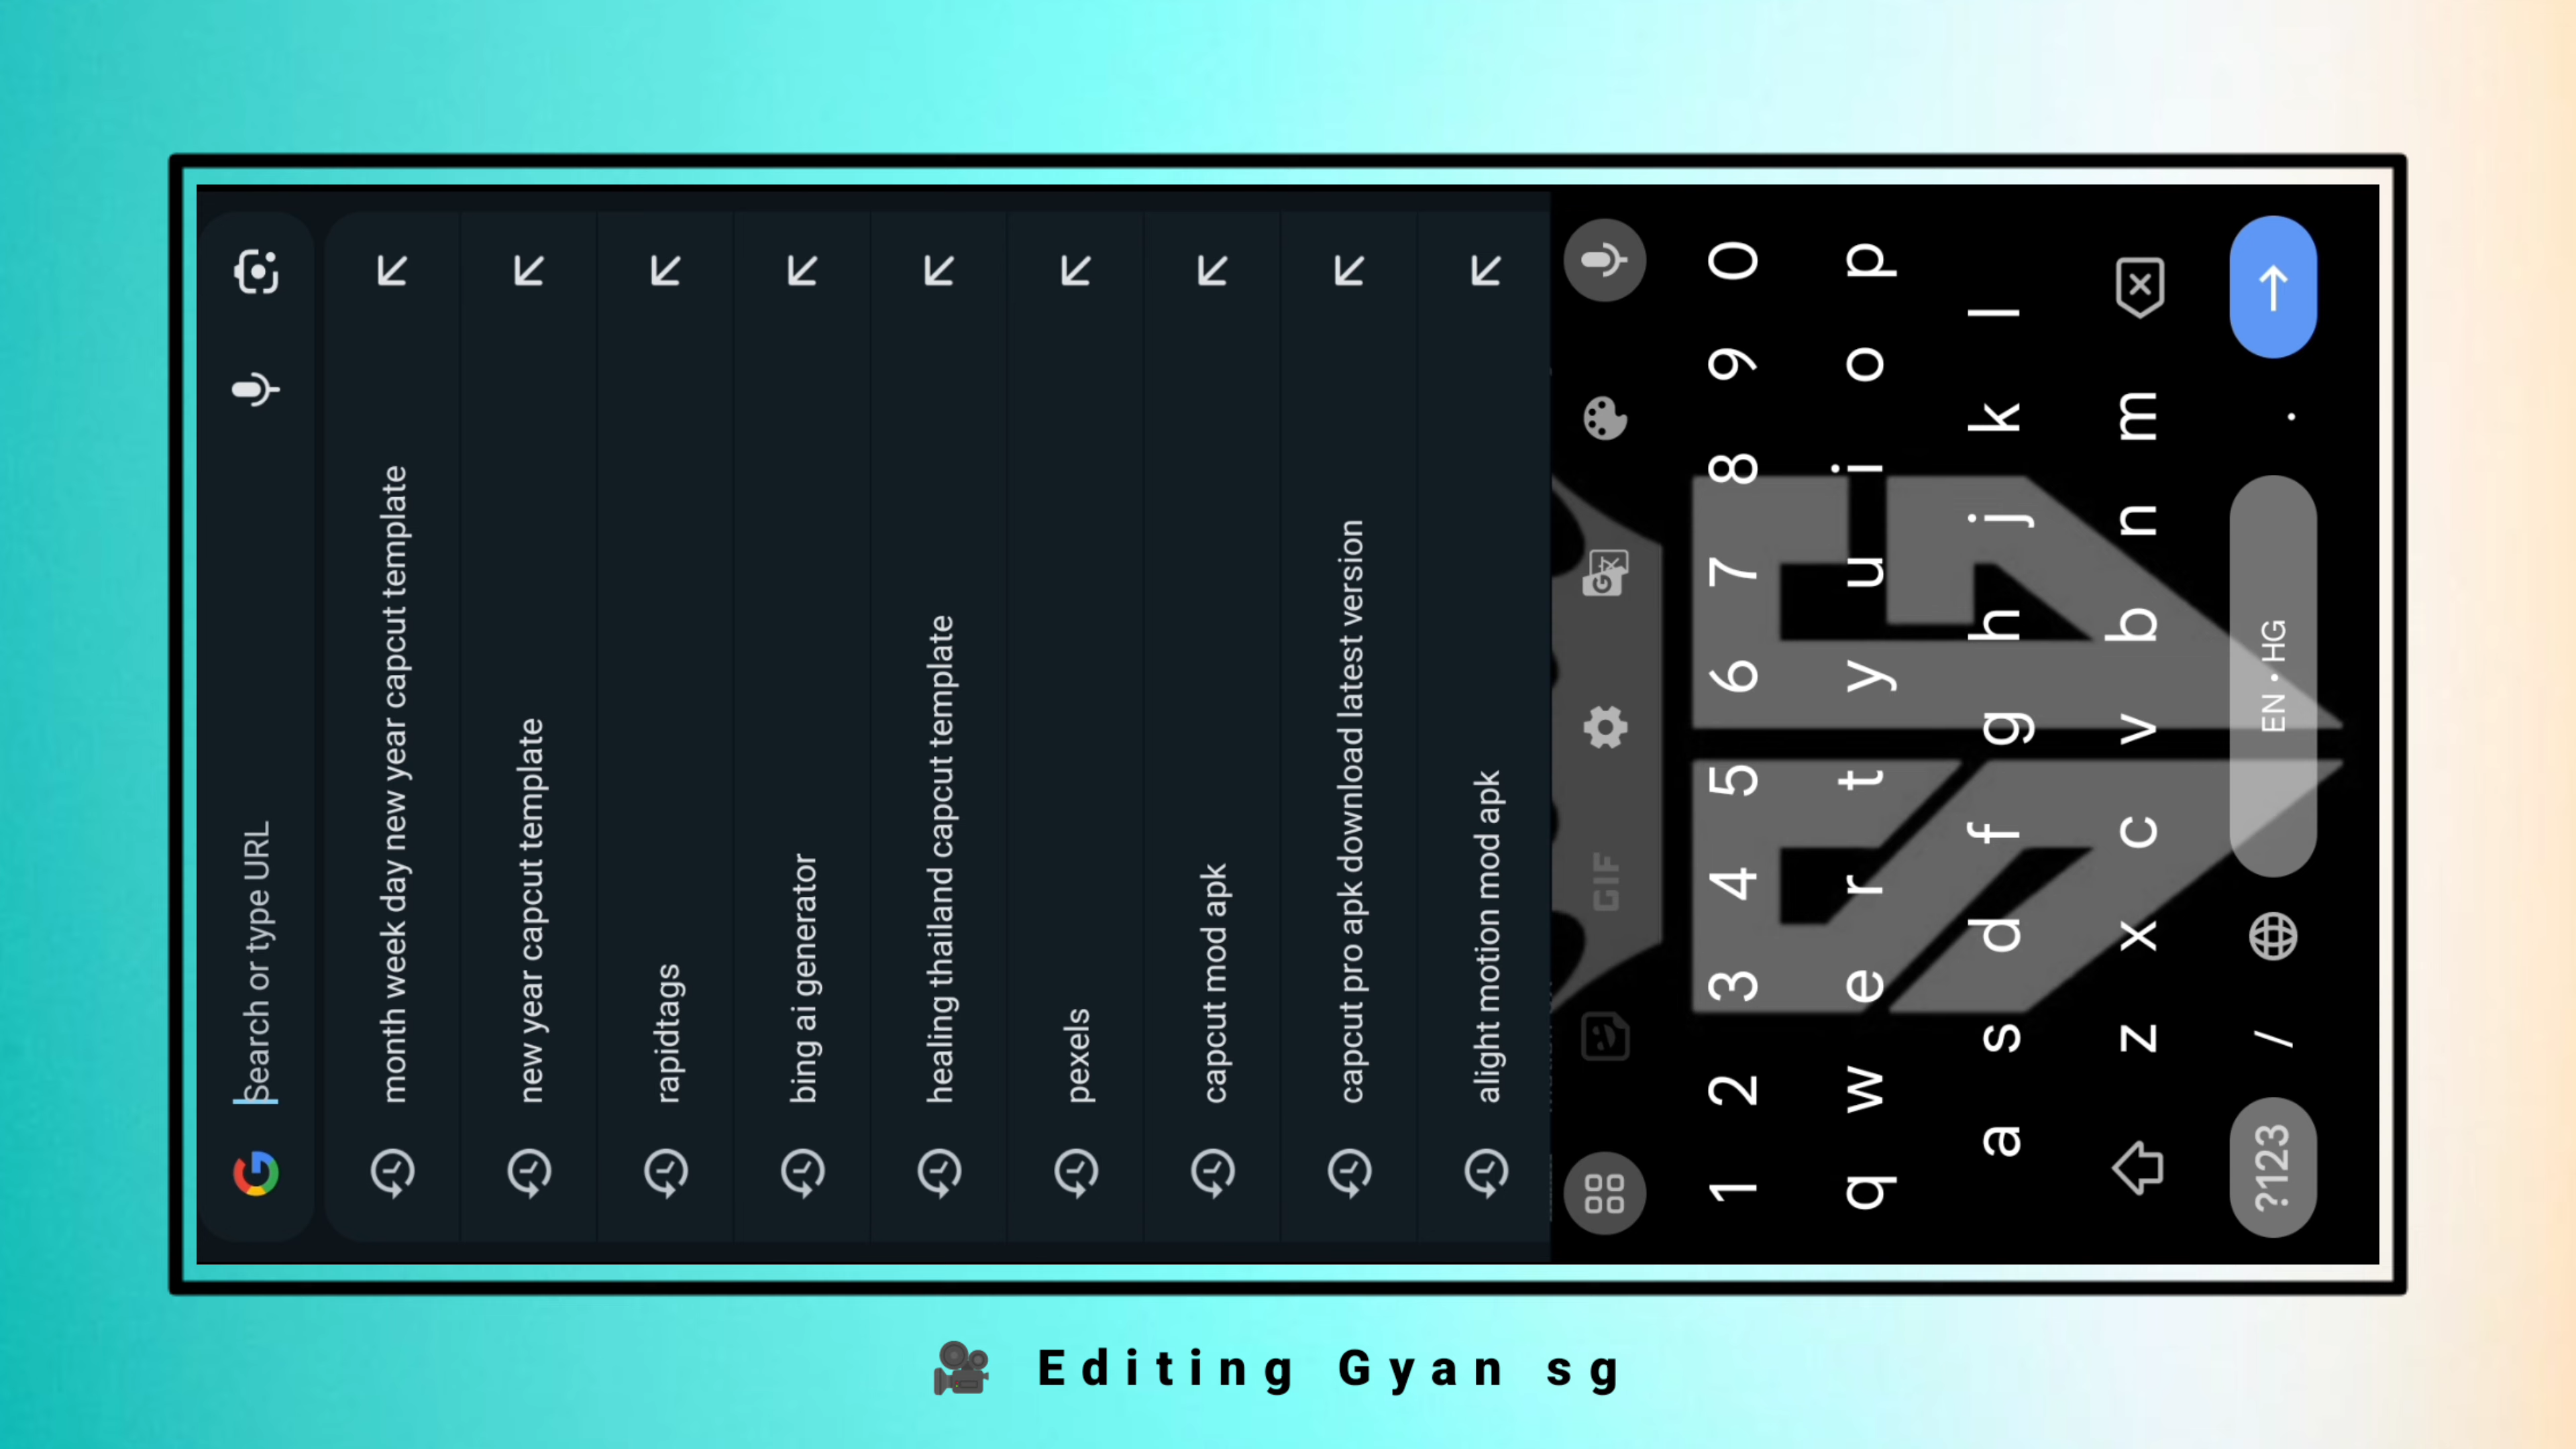 Search or type URL
month week day new year capcut template
new year capcut template
rapidtags
bing ai generator
healing thailand capcut template
pexels
capcut mod apk
capcut pro apk download latest version
alight motion mod apk
GIF
1 2 3 4 5 6 7 8 9 0
q w e r t y u i o p
a s d f g h j k l
z x c v b n m
?123 / EN • HG .
Editing Gyan sg